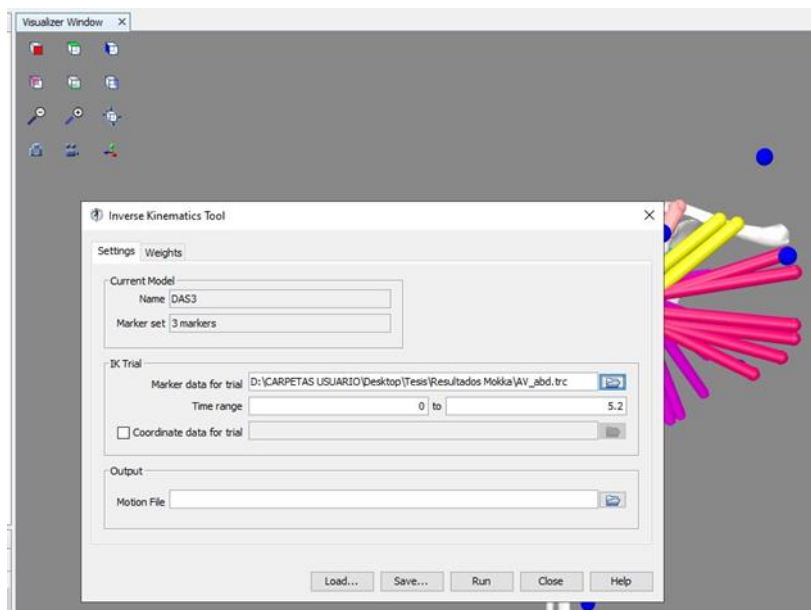 Visualizer Window
Inverse Kinematics Tool
Settings Weights
Current Model
Name DAS3
Marker set 3 markers
IK Trial
Marker data for trial D:\CARPETAS USUARIO\Desktop\Tesis\Resultados Mokka\AV_abd.trc
Time range 0 to 5.2
Coordinate data for trial
Output
Motion File
Load... Save... Run Close Help